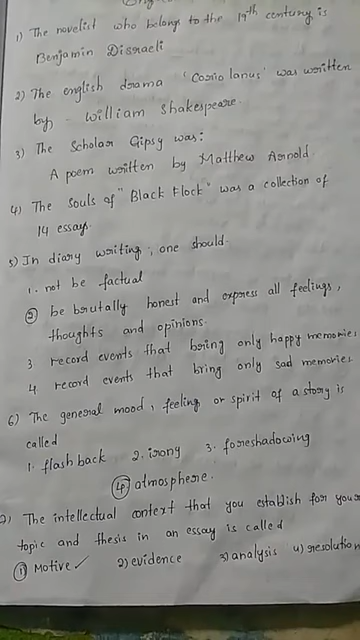 1) The novelist who belongs to the 19th century is
Benjamin Disraeli
2) The english drama 'Corio lanus' was written
by - William Shakespeare.
3) The Scholar Gipsy was:
A poem written by Matthew Arnold.
4) The Souls of "Black Flock" was a collection of
14 essay.
5) In diary writing, one should-
1. not be factual
2 be brutally honest and express all feelings,
thoughts and opinions.
3 record events that bring only happy memories
4. record events that bring only sad memories.
6) The general mood, feeling or spirit of a story is
called
1. flash back 2. irony 3. foreshadowing
4. atmosphere.
7) The intellectual context that you establish for your
topic and thesis in an essay is called
1 Motive ✓ 2) evidence 3) analysis 4) resolution